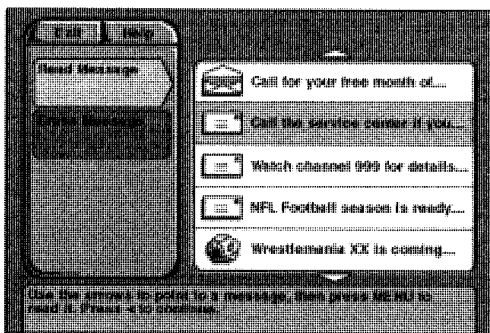 Exit Help
Read Message
Erase Message
Call for your free month of....
Call the service center if you....
Watch channel 999 for details....
NFL Football season is ready....
Wrestlemania XX is coming....
Use the arrows to point to a message, then press MENU to
read it. Press ◂ to continue.